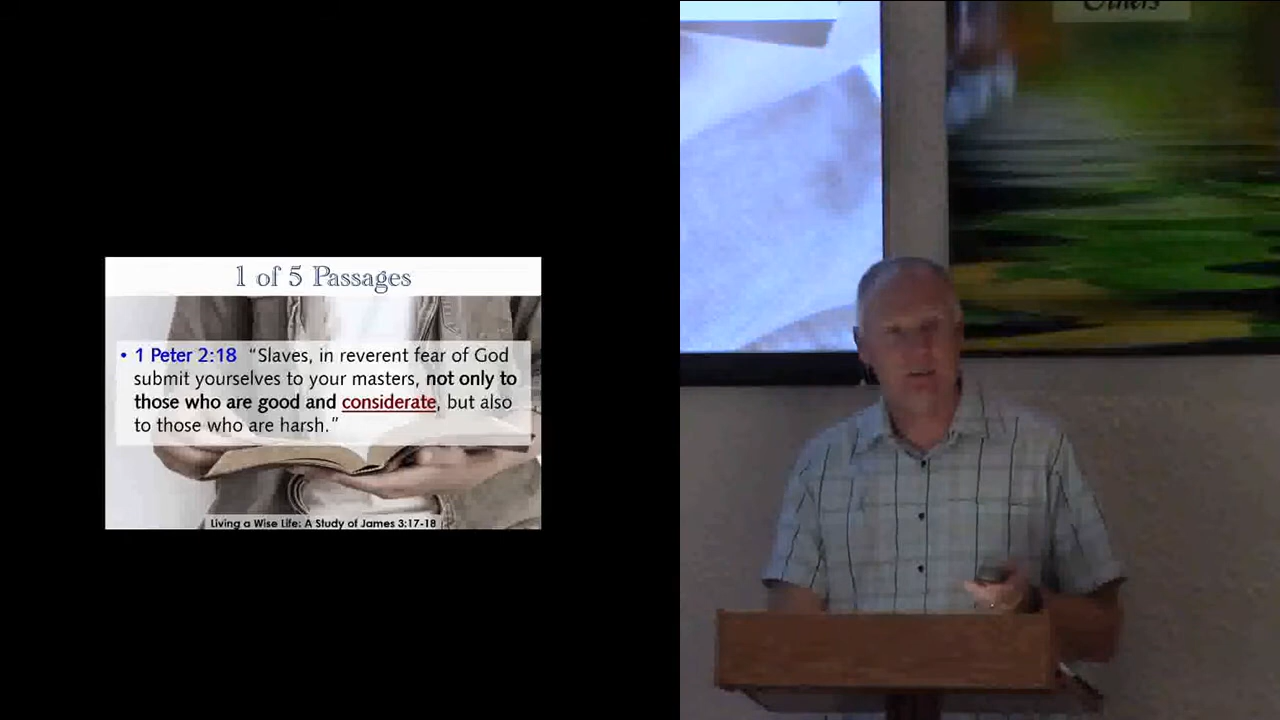 1 of 5 Passages
• 1 Peter 2:18 “Slaves, in reverent fear of God
submit yourselves to your masters, not only to
those who are good and considerate, but also
to those who are harsh.”
Living a Wise Life: A Study of James 3:17-18
Others